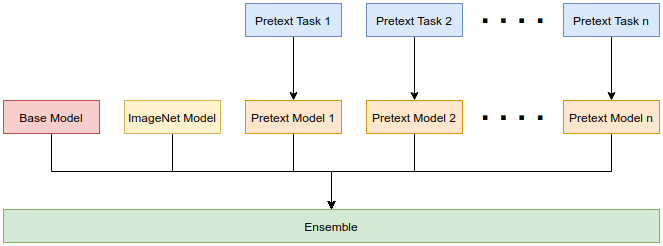 Pretext Task 1
Pretext Task 2
Pretext Task n
Base Model
ImageNet Model
Pretext Model 1
Pretext Model 2
Pretext Model n
Ensemble